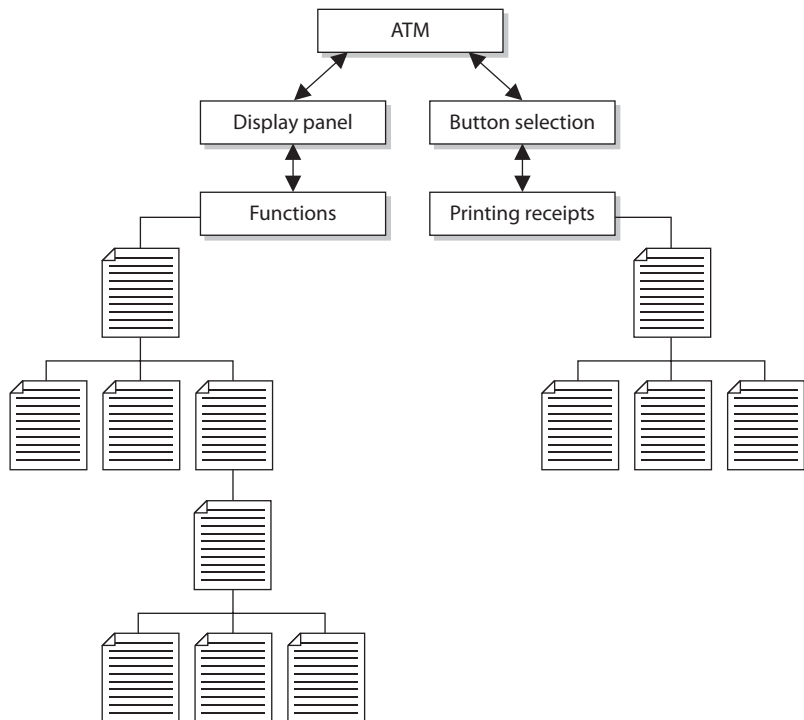 ATM
Display panel
Button selection
Functions
Printing receipts